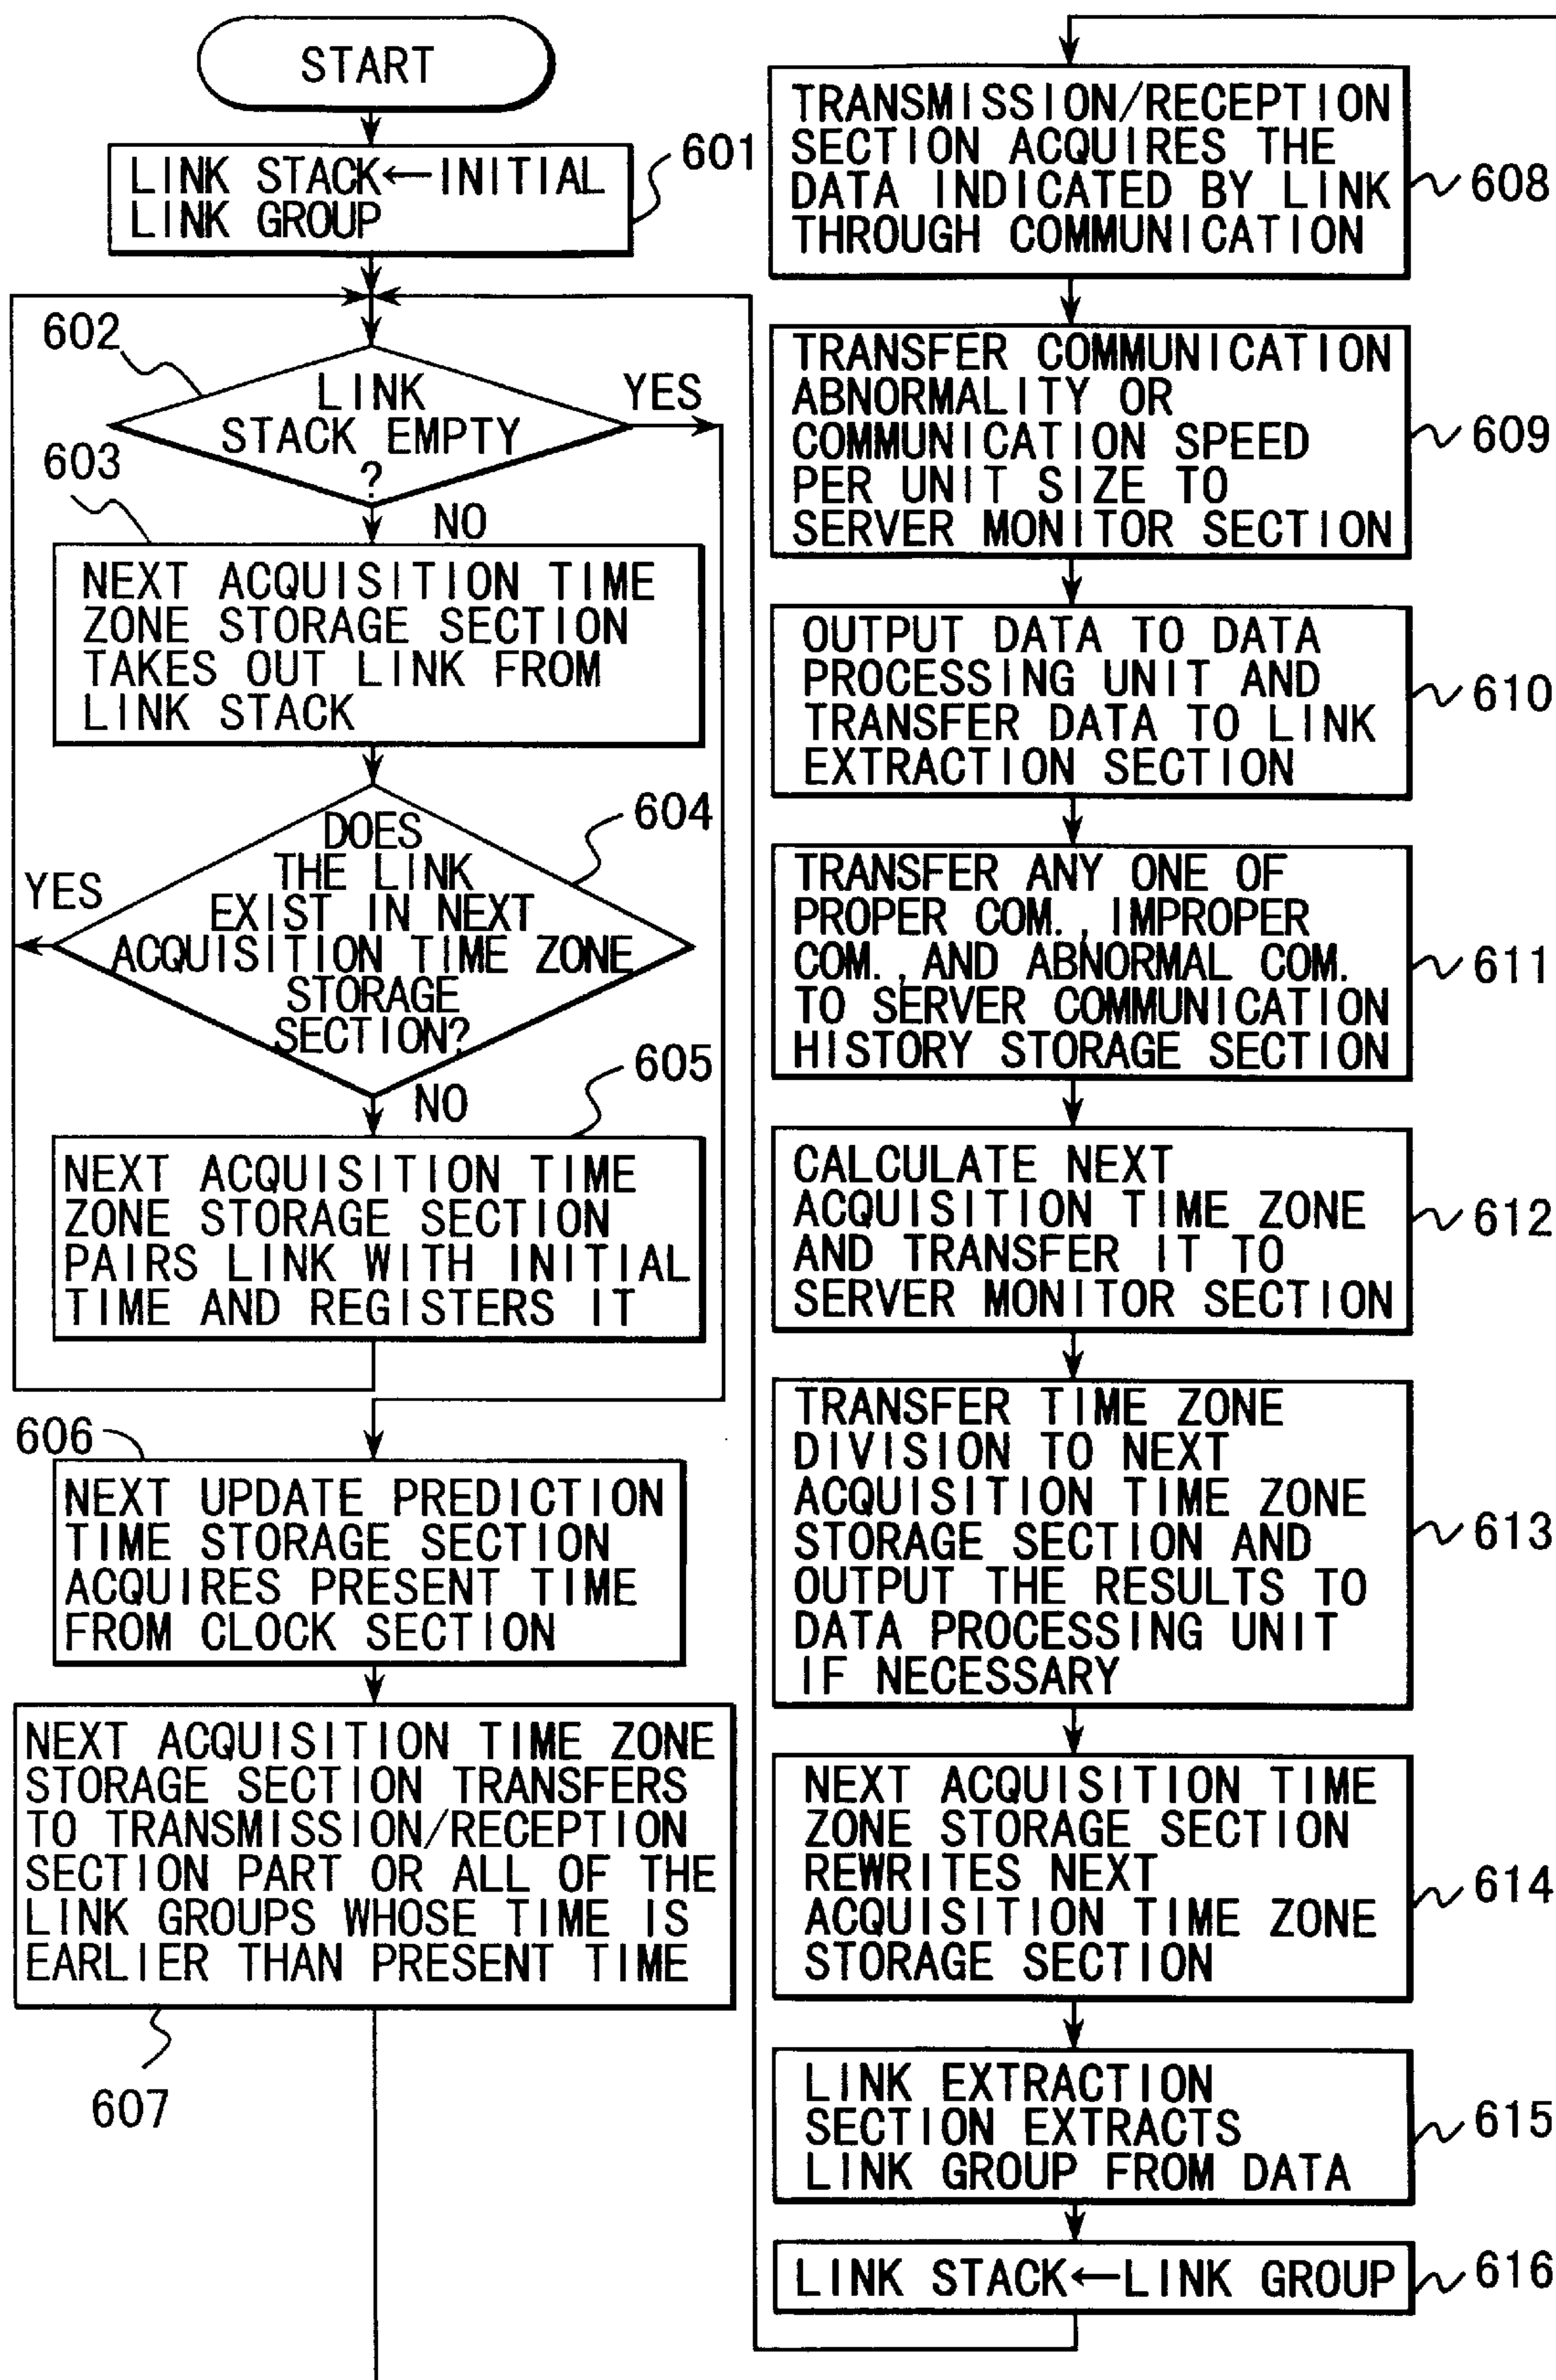 START
LINK STACK←INITIAL
LINK GROUP
601
602
LINK
STACK EMPTY
?
YES
NO
603
NEXT ACQUISITION TIME
ZONE STORAGE SECTION
TAKES OUT LINK FROM
LINK STACK
604
DOES
THE LINK
EXIST IN NEXT
ACQUISITION TIME ZONE
STORAGE
SECTION?
YES
NO
605
NEXT ACQUISITION TIME
ZONE STORAGE SECTION
PAIRS LINK WITH INITIAL
TIME AND REGISTERS IT
606
NEXT UPDATE PREDICTION
TIME STORAGE SECTION
ACQUIRES PRESENT TIME
FROM CLOCK SECTION
NEXT ACQUISITION TIME ZONE
STORAGE SECTION TRANSFERS
TO TRANSMISSION/RECEPTION
SECTION PART OR ALL OF THE
LINK GROUPS WHOSE TIME IS
EARLIER THAN PRESENT TIME
607
TRANSMISSION/RECEPTION
SECTION ACQUIRES THE
DATA INDICATED BY LINK
THROUGH COMMUNICATION
608
TRANSFER COMMUNICATION
ABNORMALITY OR
COMMUNICATION SPEED
PER UNIT SIZE TO
SERVER MONITOR SECTION
609
OUTPUT DATA TO DATA
PROCESSING UNIT AND
TRANSFER DATA TO LINK
EXTRACTION SECTION
610
TRANSFER ANY ONE OF
PROPER COM., IMPROPER
COM., AND ABNORMAL COM.
TO SERVER COMMUNICATION
HISTORY STORAGE SECTION
611
CALCULATE NEXT
ACQUISITION TIME ZONE
AND TRANSFER IT TO
SERVER MONITOR SECTION
612
TRANSFER TIME ZONE
DIVISION TO NEXT
ACQUISITION TIME ZONE
STORAGE SECTION AND
OUTPUT THE RESULTS TO
DATA PROCESSING UNIT
IF NECESSARY
613
NEXT ACQUISITION TIME
ZONE STORAGE SECTION
REWRITES NEXT
ACQUISITION TIME ZONE
STORAGE SECTION
614
LINK EXTRACTION
SECTION EXTRACTS
LINK GROUP FROM DATA
615
LINK STACK←LINK GROUP
616